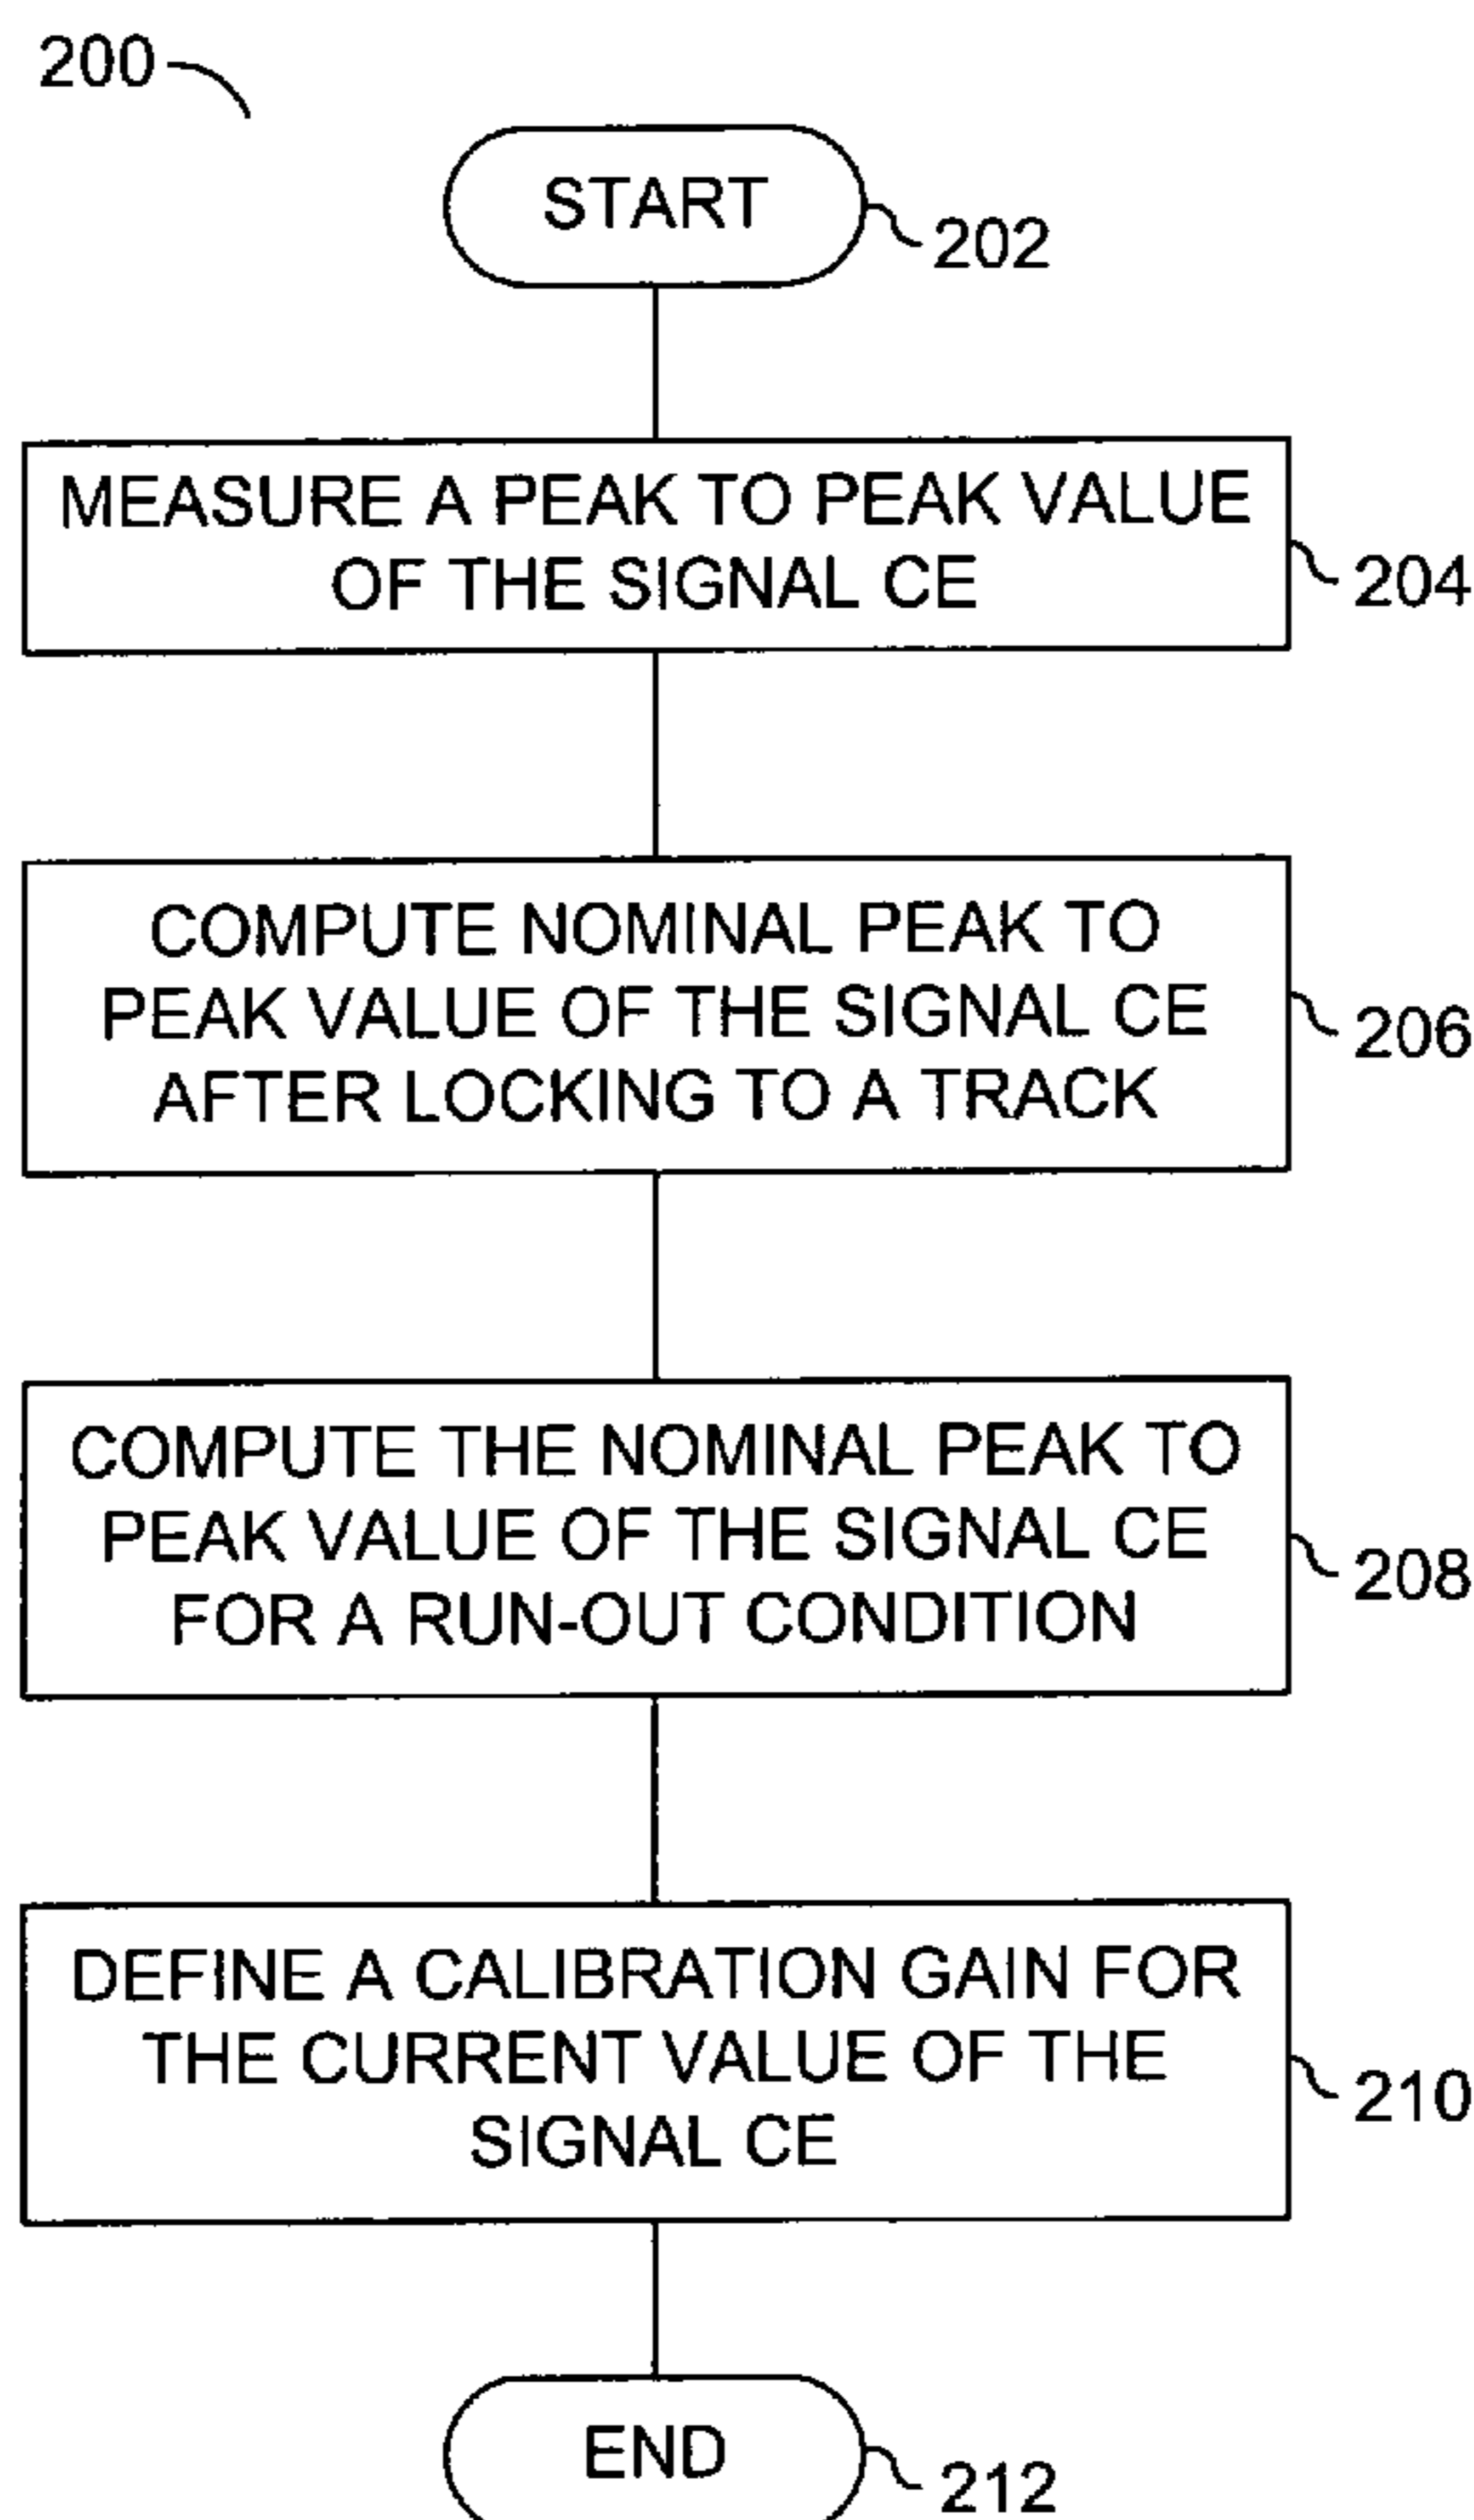 200
START
202
MEASURE A PEAK TO PEAK VALUE
OF THE SIGNAL CE
204
COMPUTE NOMINAL PEAK TO
PEAK VALUE OF THE SIGNAL CE
AFTER LOCKING TO A TRACK
206
COMPUTE THE NOMINAL PEAK TO
PEAK VALUE OF THE SIGNAL CE
FOR A RUN-OUT CONDITION
208
DEFINE A CALIBRATION GAIN FOR
THE CURRENT VALUE OF THE
SIGNAL CE
210
END
212